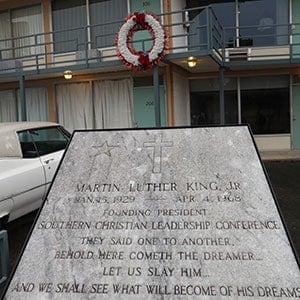 306
MARTIN LUTHER KING, JR.
JAN. 15, 1929 APR. 4, 1968
FOUNDING PRESIDENT
SOUTHERN CHRISTIAN LEADERSHIP CONFERENCE
THEY SAID ONE TO ANOTHER,
BEHOLD, HERE COMETH THE DREAMER...
LET US SLAY HIM...
AND WE SHALL SEE WHAT WILL BECOME OF HIS DREAMS